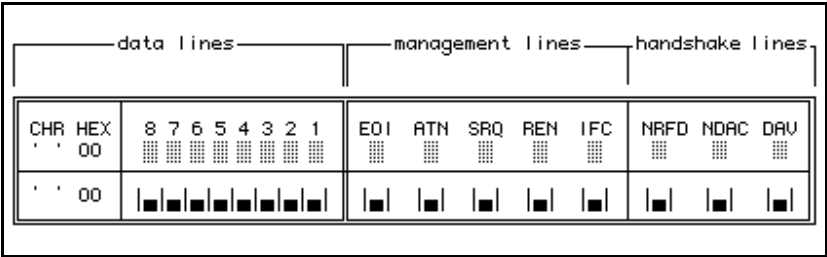 data lines management lines handshake lines
CHR HEX 8 7 6 5 4 3 2 1 EOI ATN SRQ REN IFC NRFD NDAC DAV
' ' 00
' ' 00